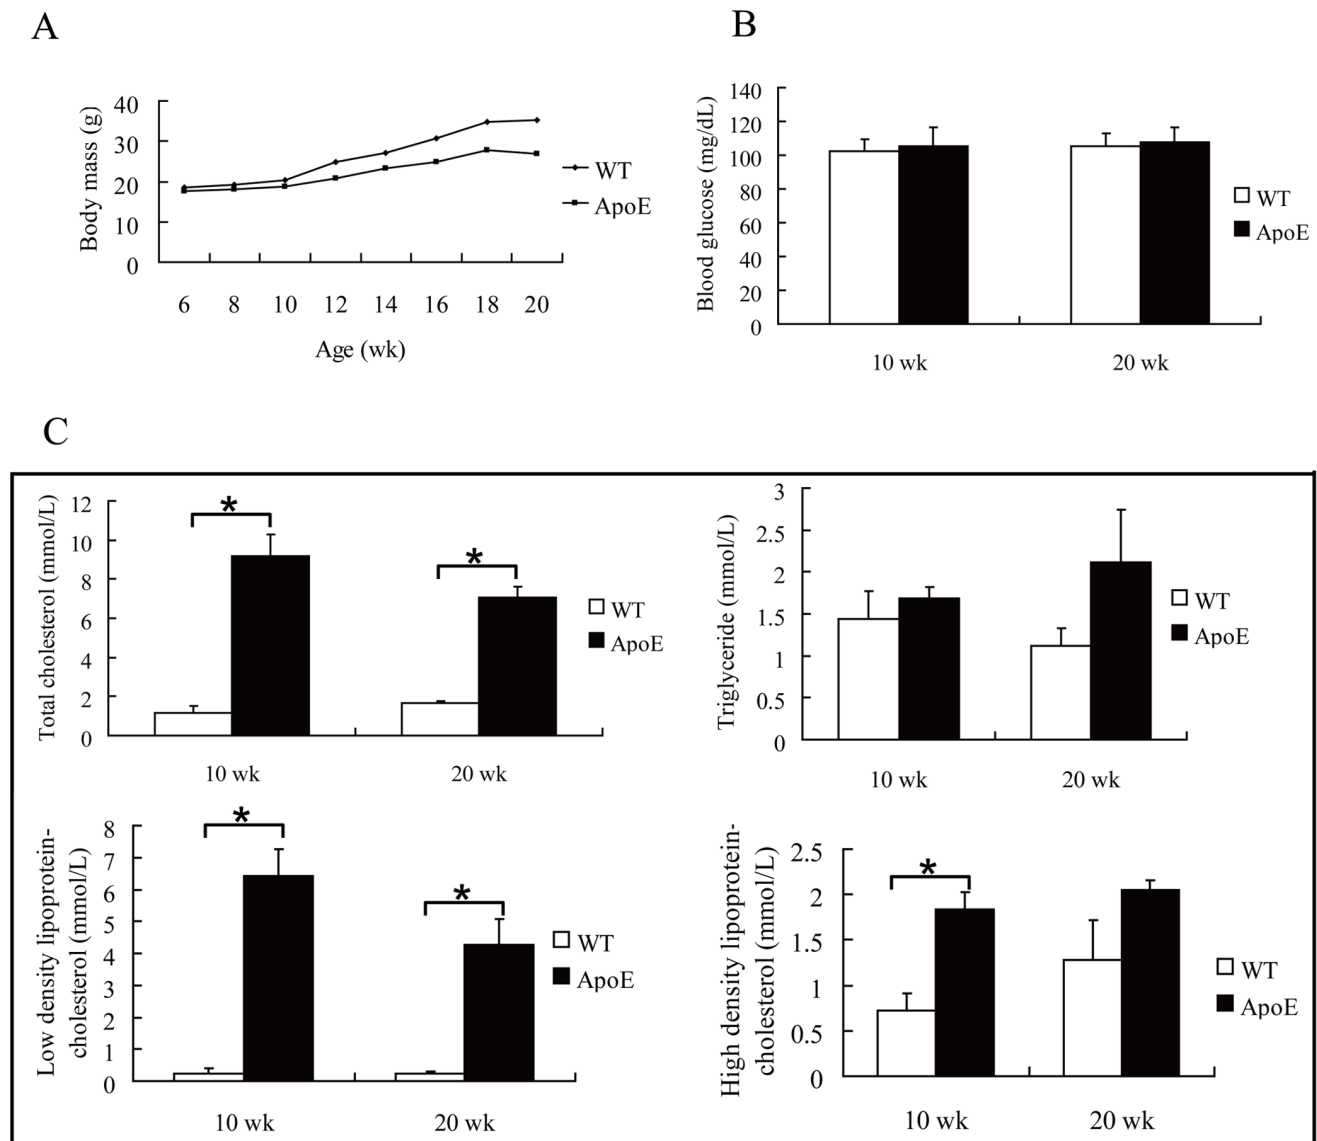 A
Body mass (g)
40
30
20
10
0
6 8 10 12 14 16 18 20
Age (wk)
WT
ApoE
B
Blood glucose (mg/dL)
140
120
100
80
60
40
20
0
10 wk 20 wk
WT
ApoE
C
Total cholesterol (mmol/L)
12
10
8
6
4
2
0
*
*
10 wk 20 wk
WT
ApoE
Triglyceride (mmol/L)
3
2.5
2
1.5
1
0.5
0
10 wk 20 wk
WT
ApoE
Low density lipoprotein-
cholesterol (mmol/L)
8
7
6
5
4
3
2
1
0
*
*
10 wk 20 wk
WT
ApoE
High density lipoprotein-
cholesterol (mmol/L)
2.5
2
1.5
1
0.5
0
*
10 wk 20 wk
WT
ApoE